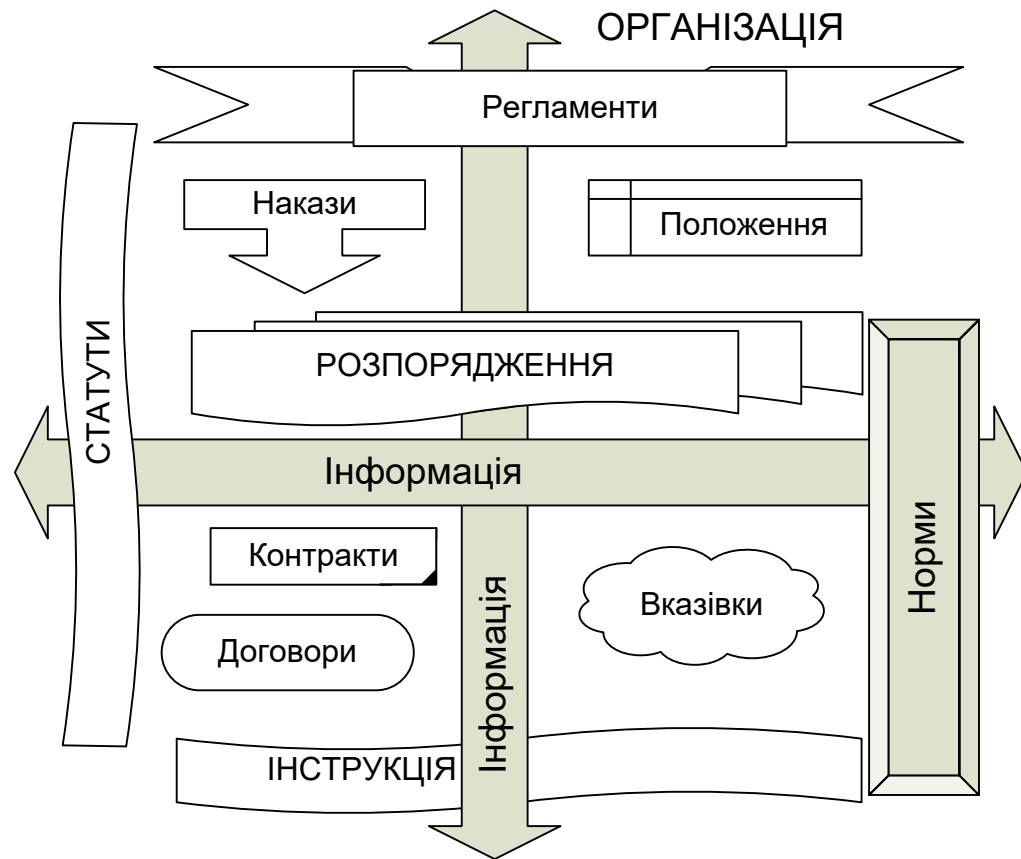 ОРГАНІЗАЦІЯ
Регламенти
Накази
Положення
СТАТУТИ
РОЗПОРЯДЖЕННЯ
Інформація
Норми
Контракти
Вказівки
Договори
Інформація
ІНСТРУКЦІЯ